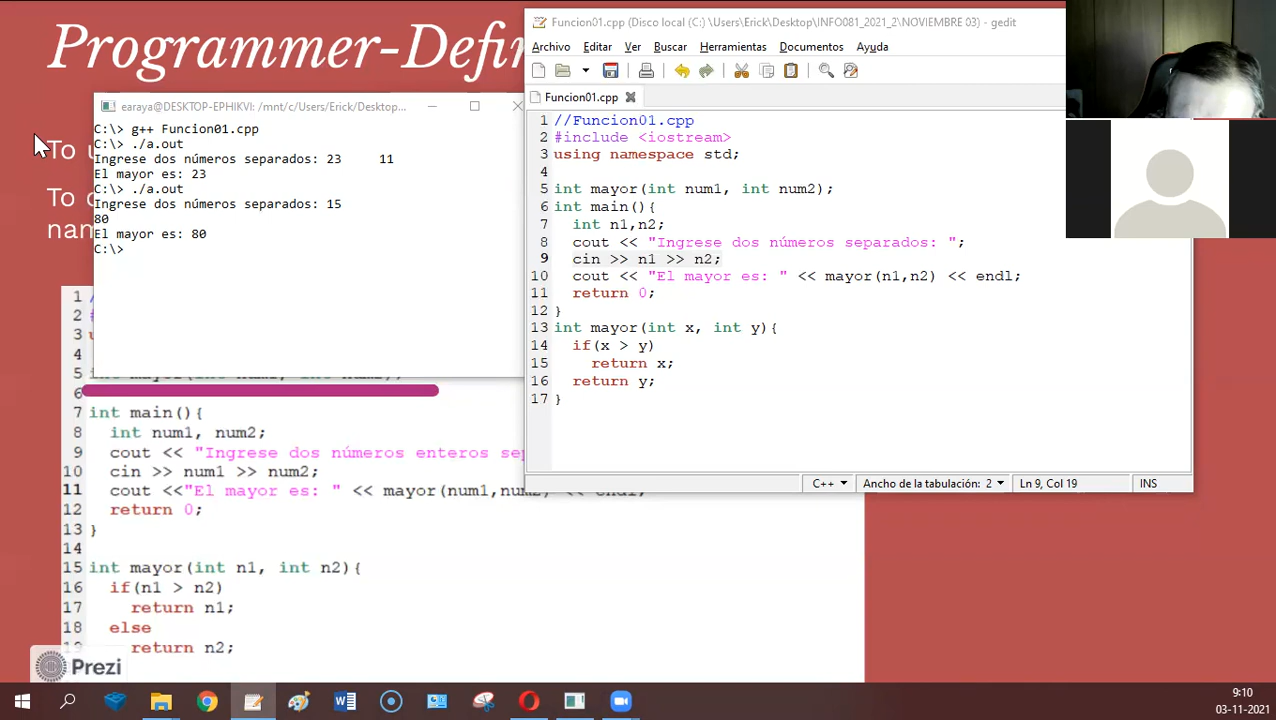 Programmer-Defin
To u
To d
nam
earaya@DESKTOP-EPHIKVI: /mnt/c/Users/Erick/Desktop...
C:\> g++ Funcion01.cpp
C:\> ./a.out
Ingrese dos números separados: 23     11
El mayor es: 23
C:\> ./a.out
Ingrese dos números separados: 15
80
El mayor es: 80
C:\>
Funcion01.cpp (Disco local (C:) \Users\Erick\Desktop\INFO081_2021_2\NOVIEMBRE 03) - gedit
Archivo Editar Ver Buscar Herramientas Documentos Ayuda
Funcion01.cpp
1 //Funcion01.cpp
2 #include <iostream>
3 using namespace std;
4
5 int mayor(int num1, int num2);
6 int main(){
7   int n1,n2;
8   cout << "Ingrese dos números separados: ";
9   cin >> n1 >> n2;
10   cout << "El mayor es: " << mayor(n1,n2) << endl;
11   return 0;
12 }
13 int mayor(int x, int y){
14   if(x > y)
15     return x;
16   return y;
17 }
C++ Ancho de la tabulación: 2 Ln 9, Col 19 INS
1 /
2 #
3 u
4
5 int mayor(int num1, int num2);
6
7 int main(){
8   int num1, num2;
9   cout << "Ingrese dos números enteros sep
10   cin >> num1 >> num2;
11   cout <<"El mayor es: " << mayor(num1,num2) << endl;
12   return 0;
13 }
14
15 int mayor(int n1, int n2){
16   if(n1 > n2)
17     return n1;
18   else
19     return n2;
Prezi
9:10
03-11-2021